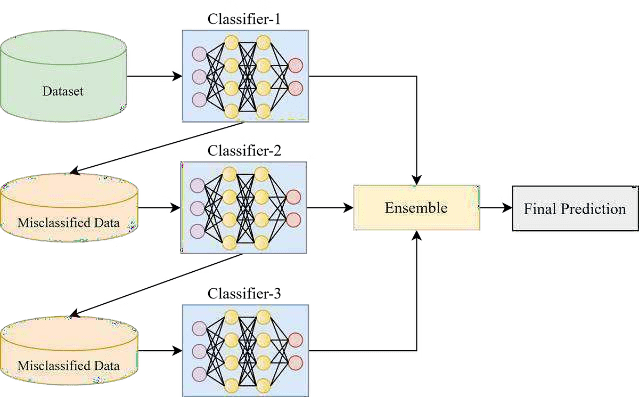 Classifier-1
Dataset
Classifier-2
Misclassified Data
Ensemble
Final Prediction
Classifier-3
Misclassified Data